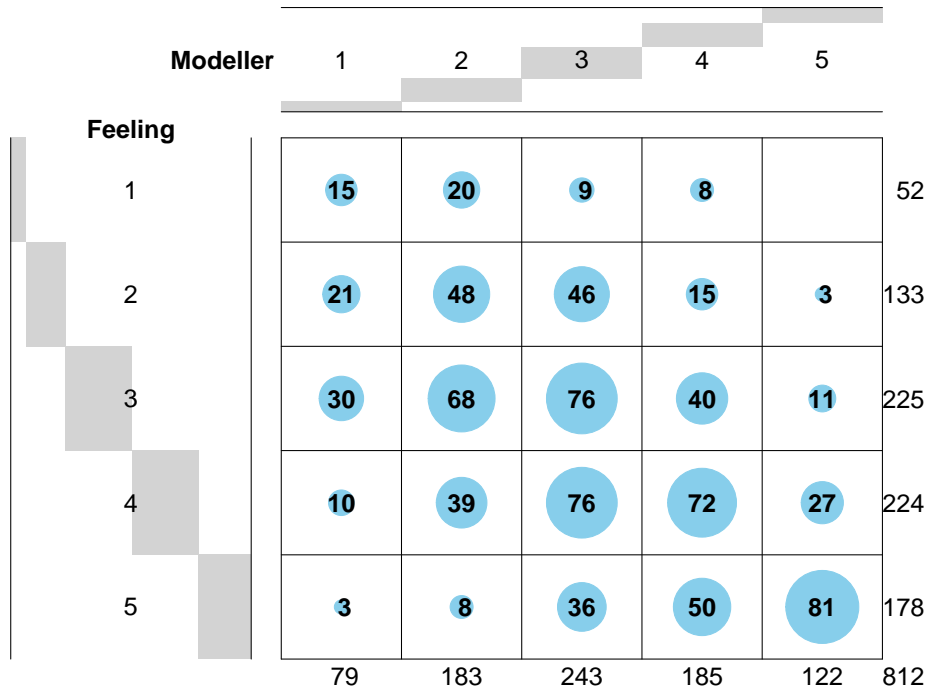 Modeller 1 2 3 4 5
Feeling
1 15 20 9 8 52
2 21 48 46 15 3 133
3 30 68 76 40 11 225
4 10 39 76 72 27 224
5 3 8 36 50 81 178
79 183 243 185 122 812